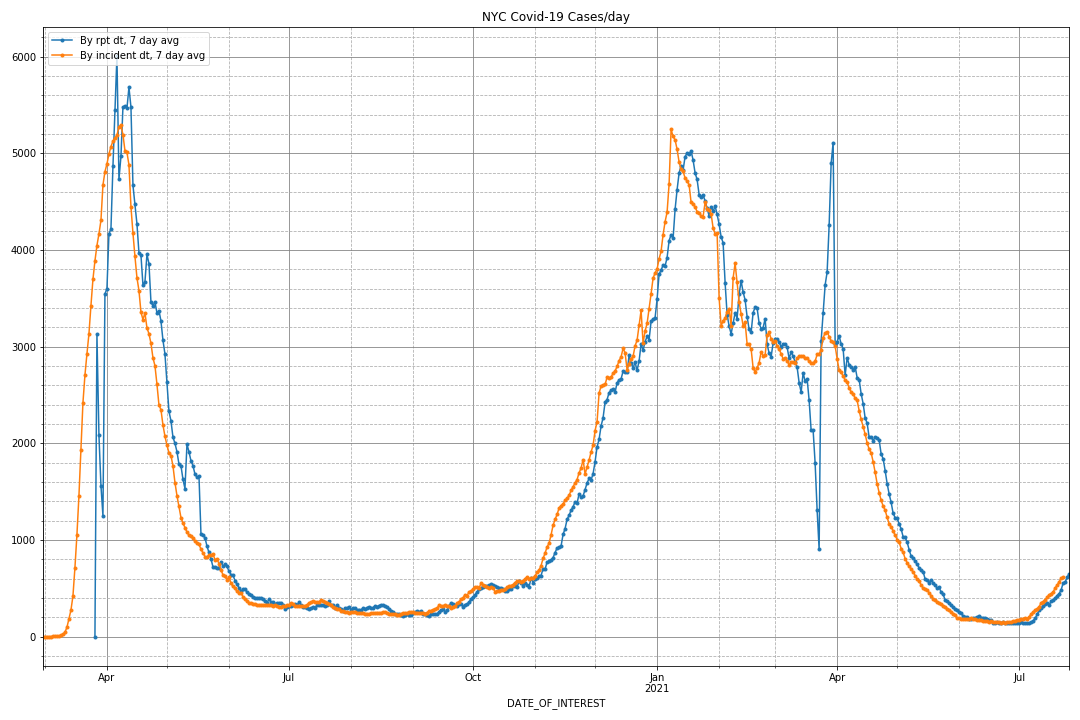 NYC Covid-19 Cases/day
By rpt dt, 7 day avg
By incident dt, 7 day avg
6000
5000
4000
3000
2000
1000
0
Apr
Jul
Oct
Jan
2021
Apr
Jul
DATE_OF_INTEREST